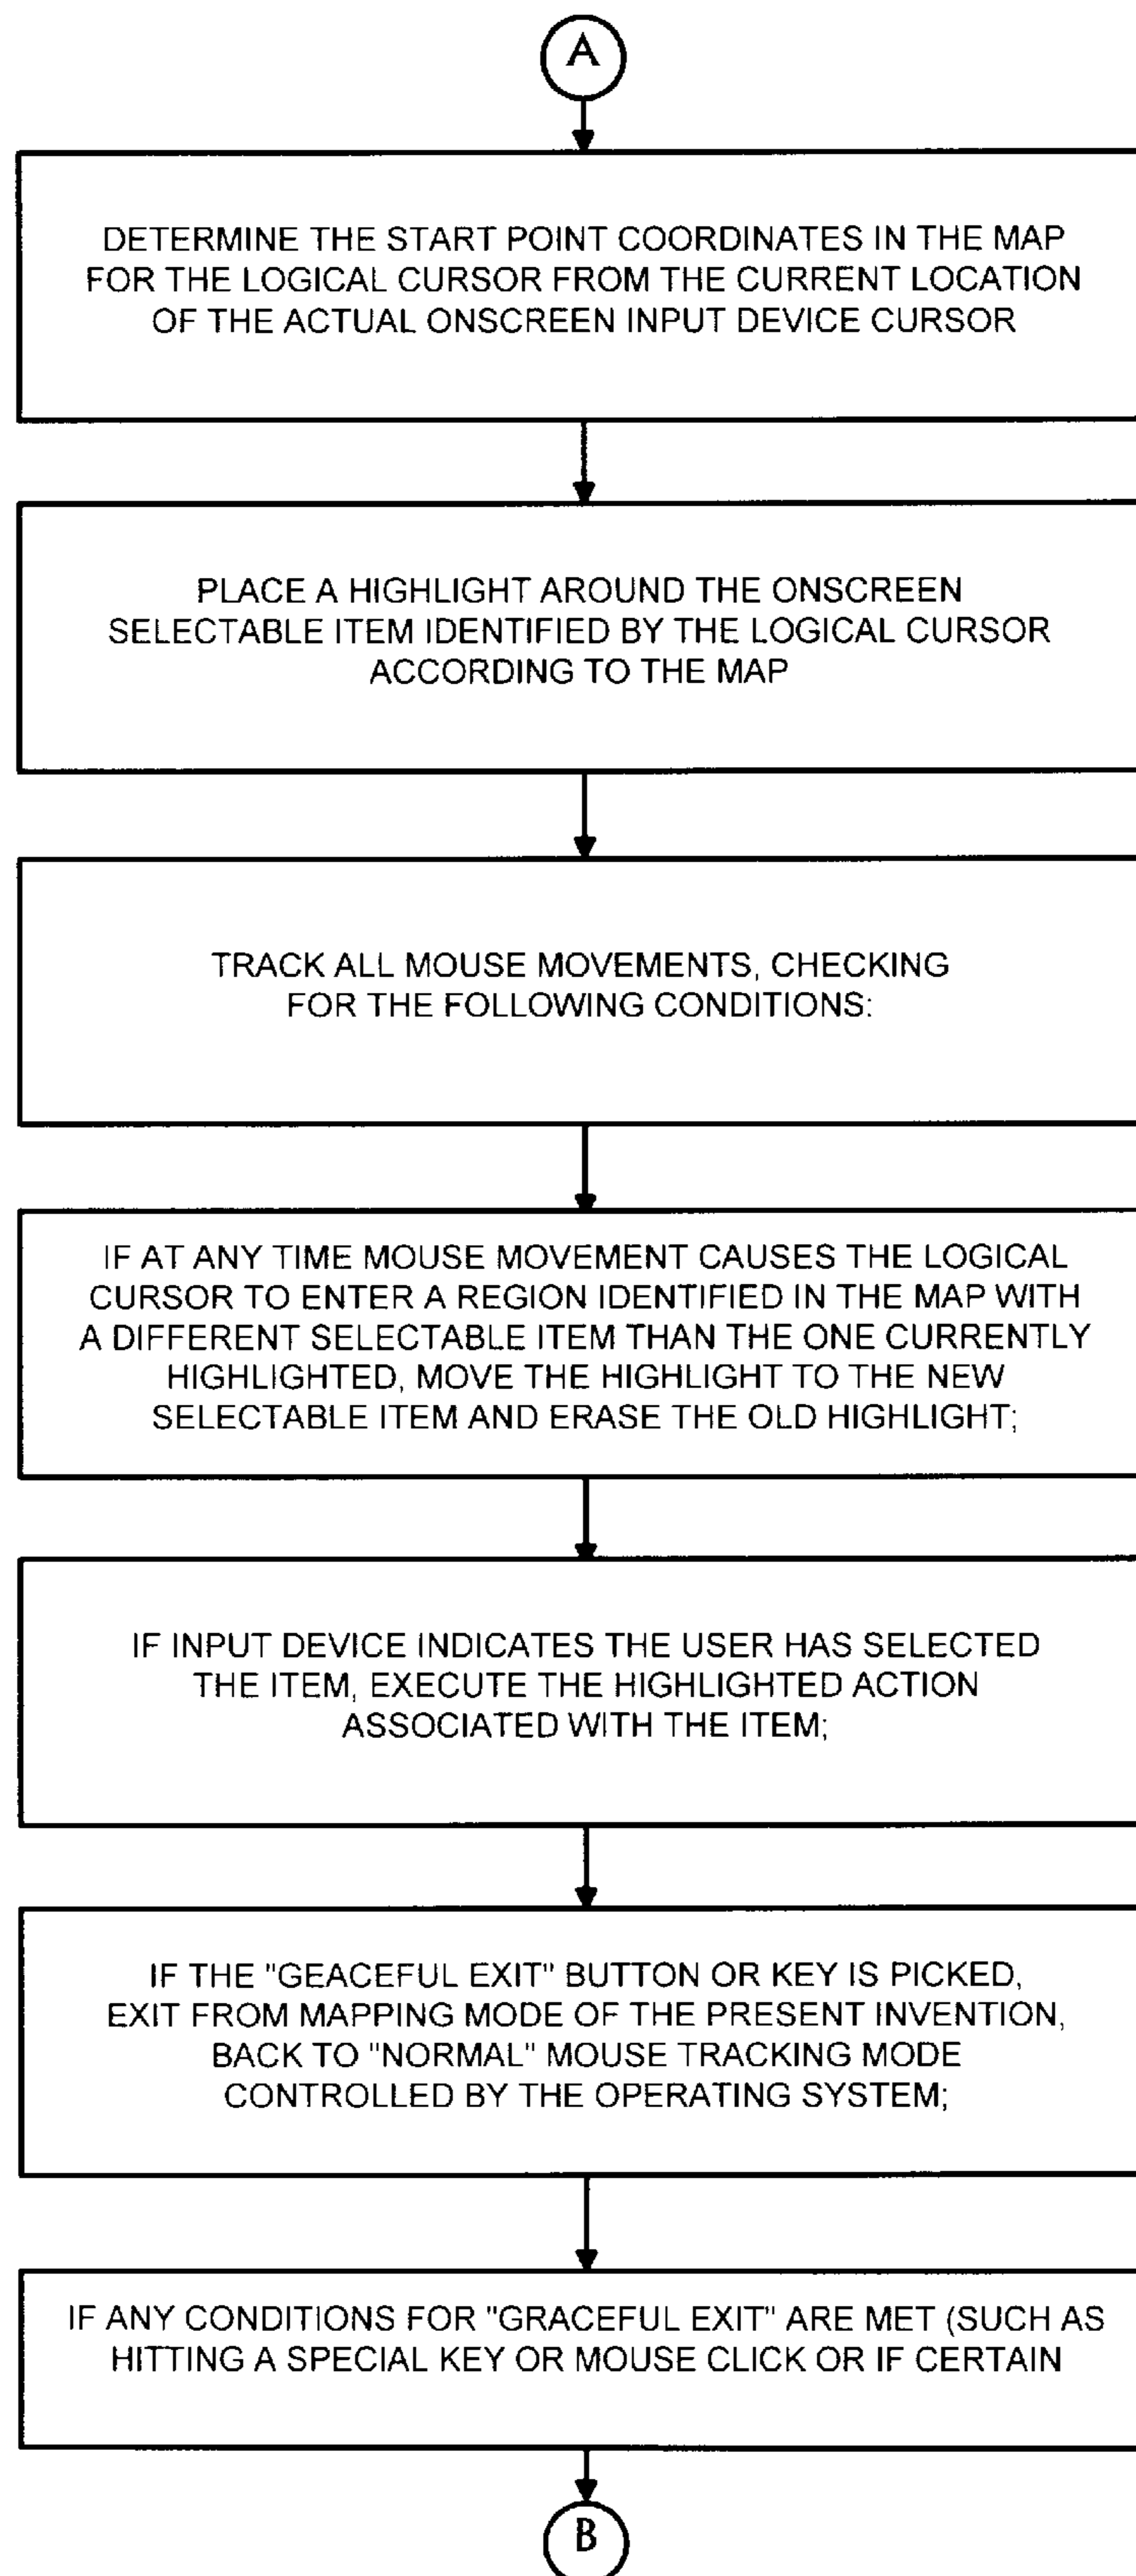 A
DETERMINE THE START POINT COORDINATES IN THE MAP
FOR THE LOGICAL CURSOR FROM THE CURRENT LOCATION
OF THE ACTUAL ONSCREEN INPUT DEVICE CURSOR
PLACE A HIGHLIGHT AROUND THE ONSCREEN
SELECTABLE ITEM IDENTIFIED BY THE LOGICAL CURSOR
ACCORDING TO THE MAP
TRACK ALL MOUSE MOVEMENTS, CHECKING
FOR THE FOLLOWING CONDITIONS:
IF AT ANY TIME MOUSE MOVEMENT CAUSES THE LOGICAL
CURSOR TO ENTER A REGION IDENTIFIED IN THE MAP WITH
A DIFFERENT SELECTABLE ITEM THAN THE ONE CURRENTLY
HIGHLIGHTED, MOVE THE HIGHLIGHT TO THE NEW
SELECTABLE ITEM AND ERASE THE OLD HIGHLIGHT;
IF INPUT DEVICE INDICATES THE USER HAS SELECTED
THE ITEM, EXECUTE THE HIGHLIGHTED ACTION
ASSOCIATED WITH THE ITEM;
IF THE "GEACEFUL EXIT" BUTTON OR KEY IS PICKED,
EXIT FROM MAPPING MODE OF THE PRESENT INVENTION,
BACK TO "NORMAL" MOUSE TRACKING MODE
CONTROLLED BY THE OPERATING SYSTEM;
IF ANY CONDITIONS FOR "GRACEFUL EXIT" ARE MET (SUCH AS
HITTING A SPECIAL KEY OR MOUSE CLICK OR IF CERTAIN
B